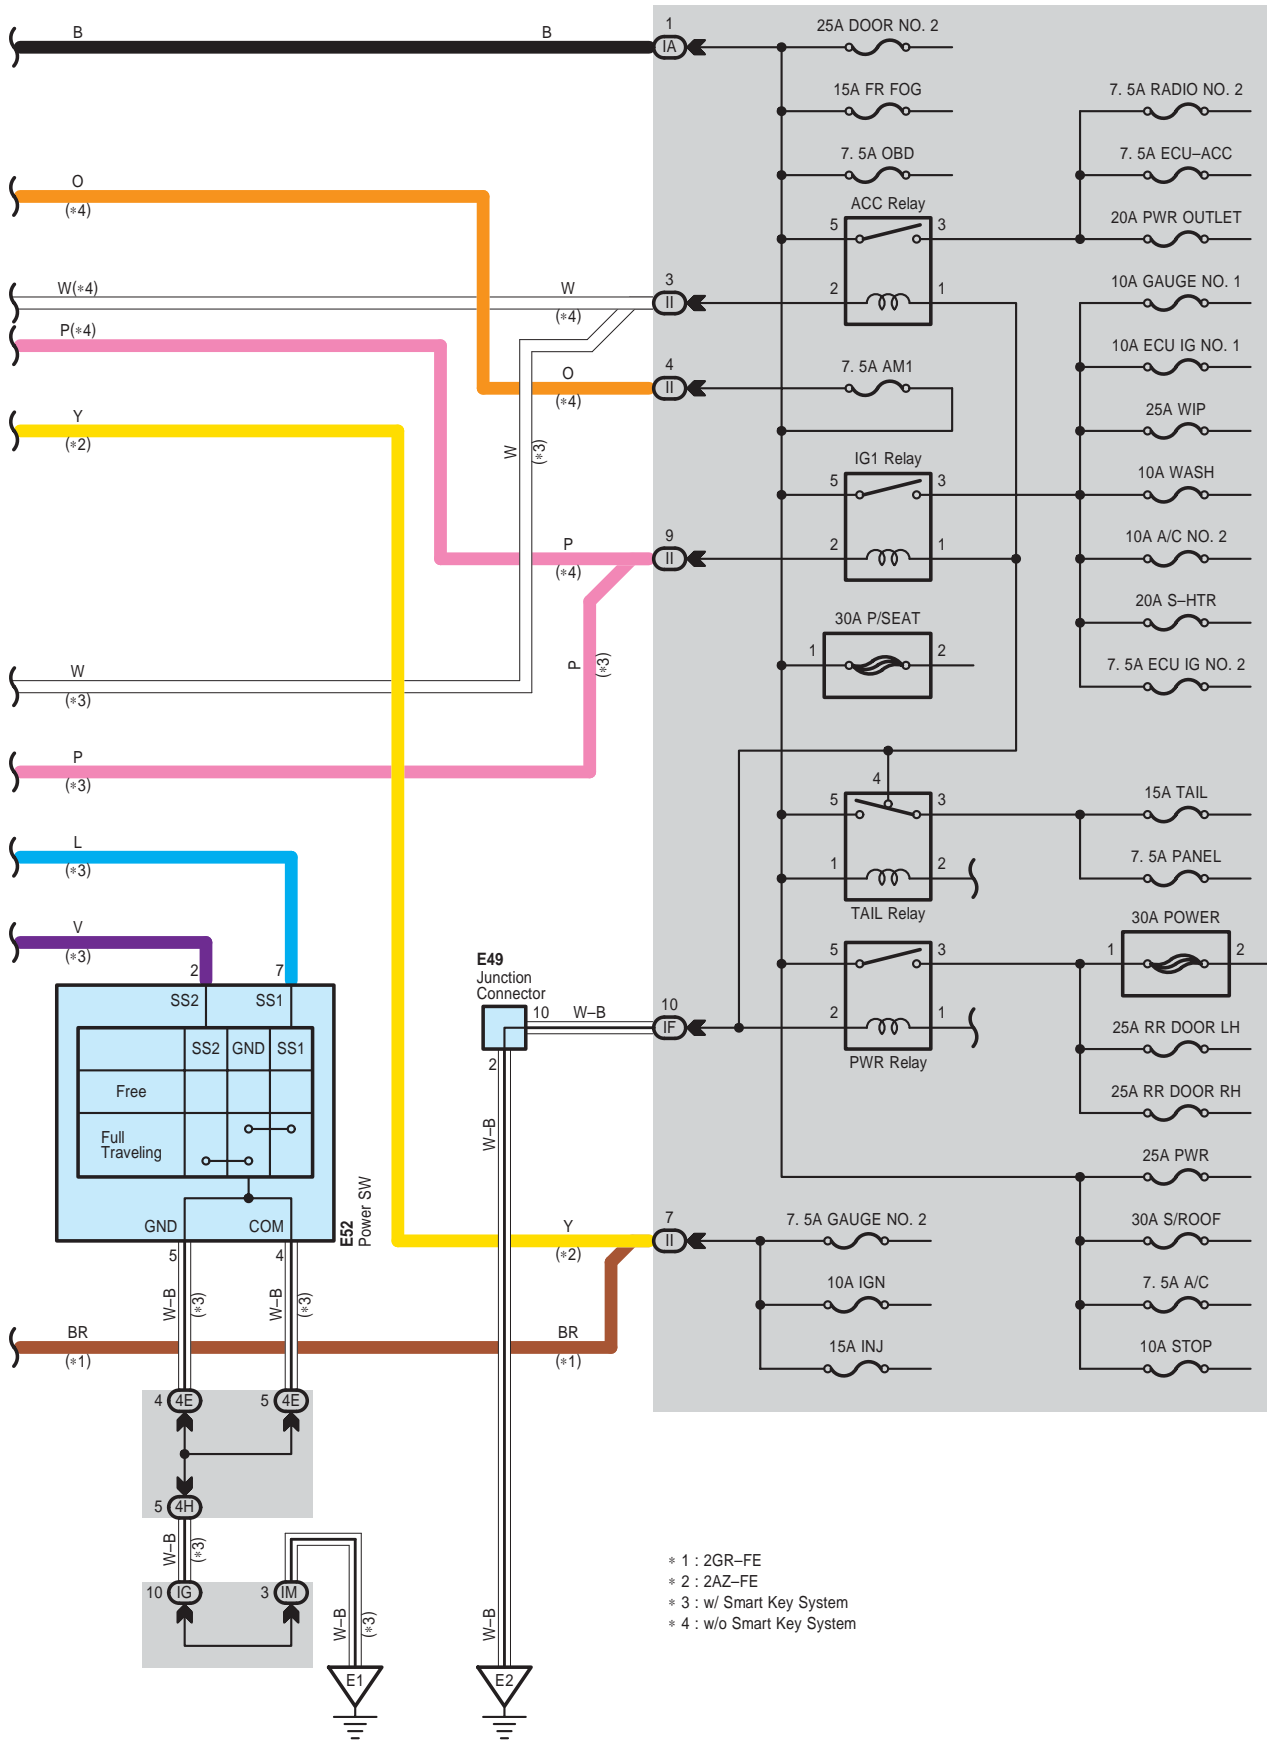 B
B
1
IA
25A DOOR NO. 2
15A FR FOG
7. 5A RADIO NO. 2
7. 5A OBD
7. 5A ECU–ACC
O
(∗4)
ACC Relay
5
3
20A PWR OUTLET
W(∗4)
W
(∗4)
3
II
2
1
10A GAUGE NO. 1
P(∗4)
10A ECU IG NO. 1
O
(∗4)
4
II
7. 5A AM1
Y
(∗2)
25A WIP
W
(∗3)
IG1 Relay
5
3
10A WASH
P
(∗4)
9
II
2
1
10A A/C NO. 2
20A S–HTR
30A P/SEAT
1
2
7. 5A ECU IG NO. 2
W
(∗3)
P
(∗3)
P
(∗3)
4
5
3
15A TAIL
L
(∗3)
1
2
7. 5A PANEL
TAIL Relay
V
(∗3)
30A POWER
5
3
1
2
2
7
E49
Junction
Connector
SS2
SS1
10
W–B
10
IF
2
1
25A RR DOOR LH
SS2
GND
SS1
PWR Relay
2
Free
25A RR DOOR RH
W–B
Full
Traveling
25A PWR
E52
Power SW
GND
COM
Y
(∗2)
7
II
7. 5A GAUGE NO. 2
30A S/ROOF
5
4
W–B
(∗3)
W–B
(∗3)
10A IGN
7. 5A A/C
BR
(∗1)
BR
(∗1)
15A INJ
10A STOP
4
4E
5
4E
5
4H
W–B
(∗3)
10
IG
3
IM
W–B
(∗3)
W–B
E1
E2
∗ 1 : 2GR–FE
∗ 2 : 2AZ–FE
∗ 3 : w/ Smart Key System
∗ 4 : w/o Smart Key System